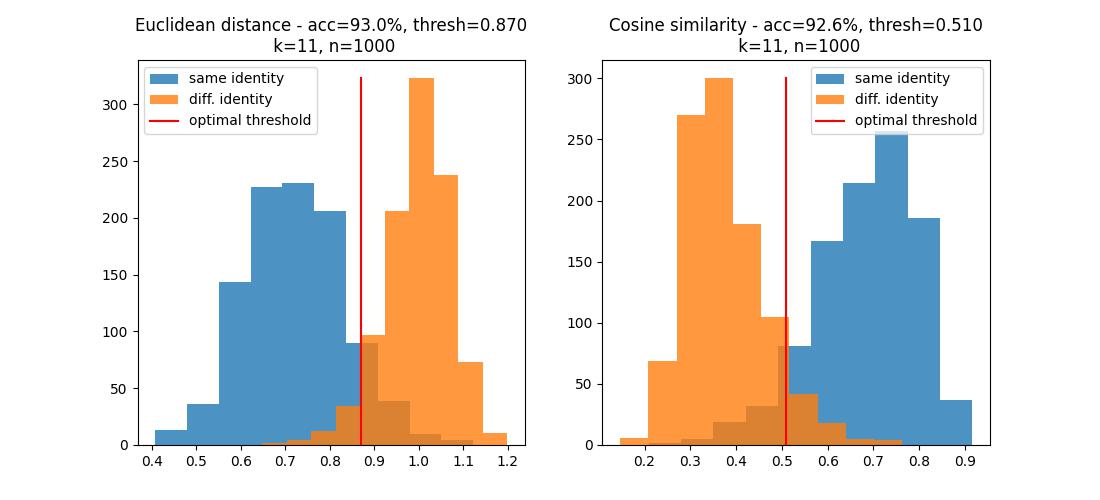 Euclidean distance - acc=93.0%, thresh=0.870
k=11, n=1000
same identity
diff. identity
optimal threshold
300
250
200
150
100
50
0
0.4 0.5 0.6 0.7 0.8 0.9 1.0 1.1 1.2
Cosine similarity - acc=92.6%, thresh=0.510
k=11, n=1000
same identity
diff. identity
optimal threshold
300
250
200
150
100
50
0
0.2 0.3 0.4 0.5 0.6 0.7 0.8 0.9